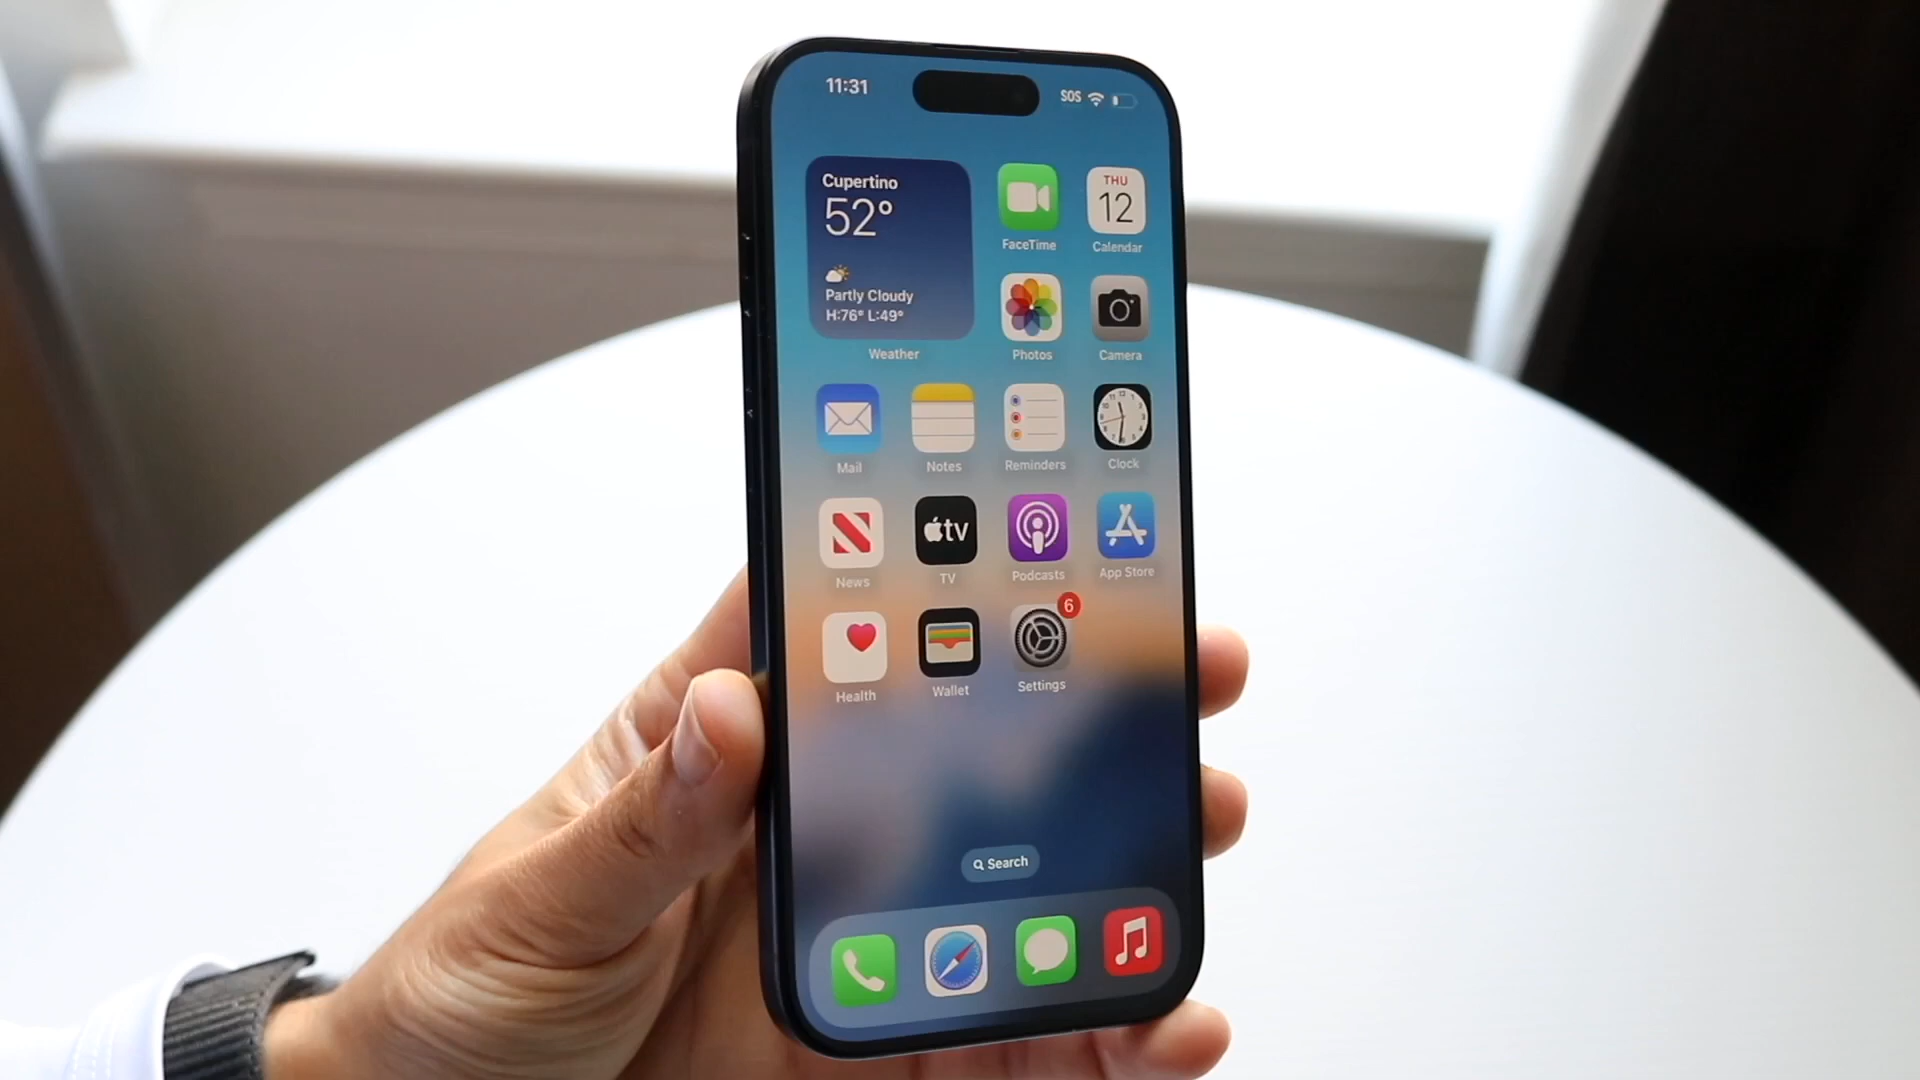 11:31
SOS
Cupertino
52°
Partly Cloudy
H:76° L:49°
Weather
FaceTime
THU
12
Calendar
Photos
Camera
Mail
Notes
Reminders
Clock
News
tv
TV
Podcasts
App Store
Health
Wallet
6
Settings
Search